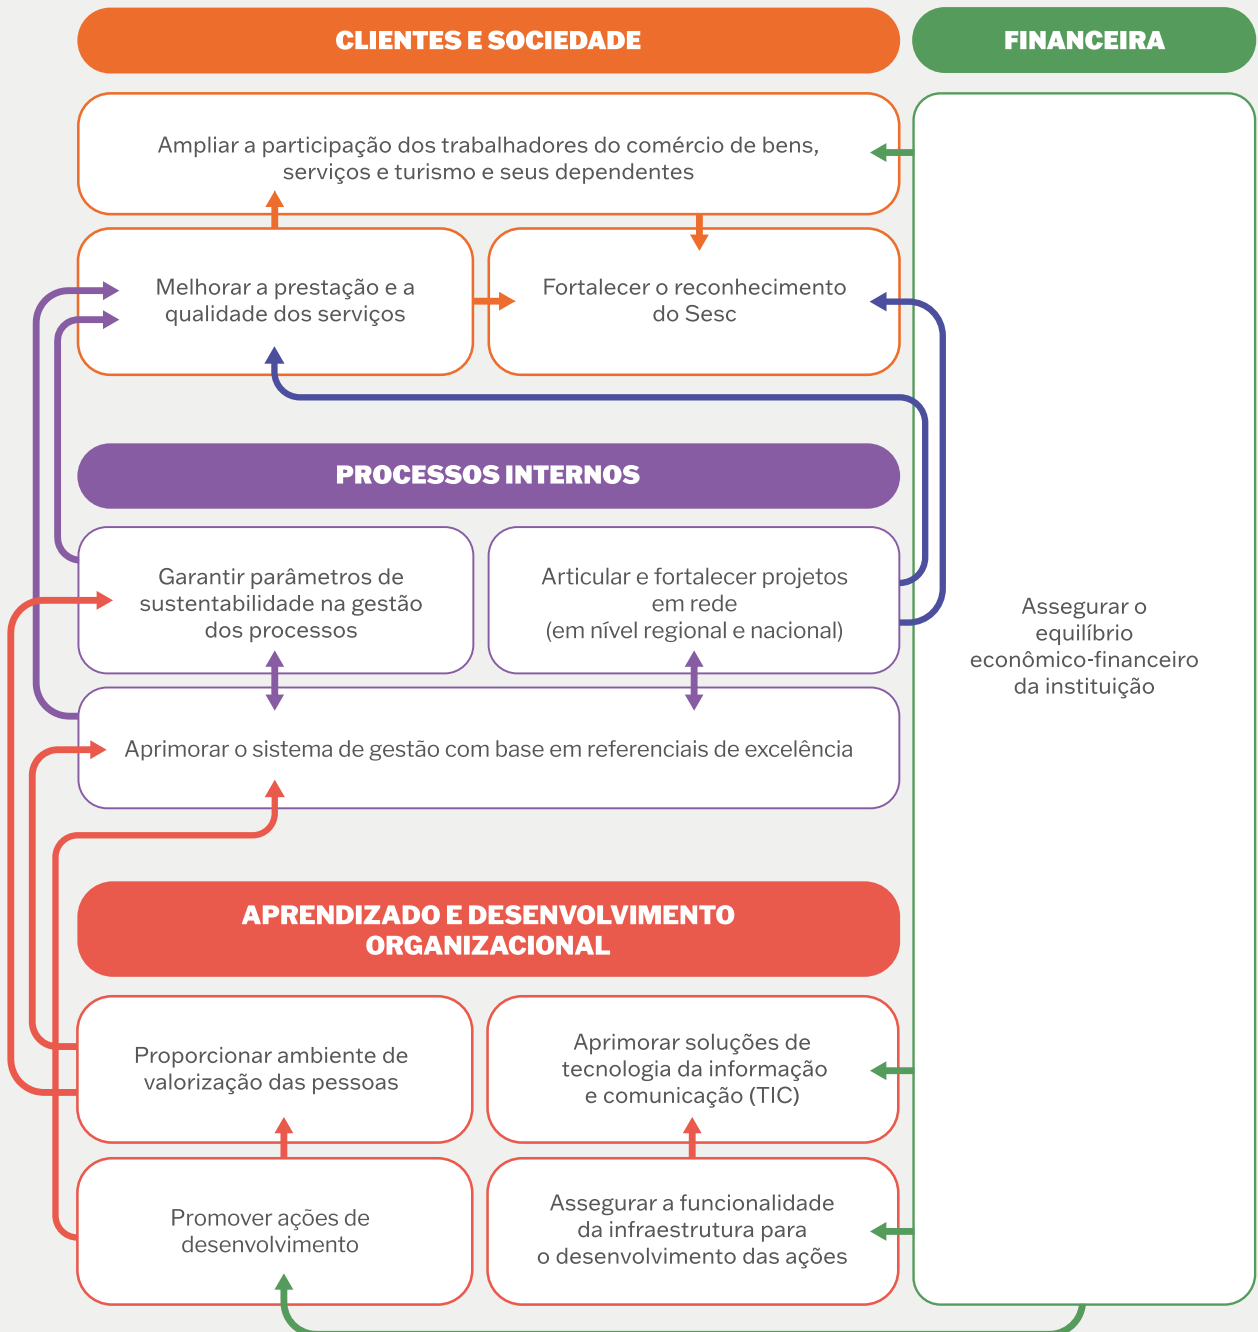 CLIENTES E SOCIEDADE
FINANCEIRA
Ampliar a participação dos trabalhadores do comércio de bens,
serviços e turismo e seus dependentes
Melhorar a prestação e a
qualidade dos serviços
Fortalecer o reconhecimento
do Sesc
PROCESSOS INTERNOS
Garantir parâmetros de
sustentabilidade na gestão
dos processos
Articular e fortalecer projetos
em rede
(em nível regional e nacional)
Assegurar o
equilíbrio
econômico-financeiro
da instituição
Aprimorar o sistema de gestão com base em referenciais de excelência
APRENDIZADO E DESENVOLVIMENTO
ORGANIZACIONAL
Proporcionar ambiente de
valorização das pessoas
Aprimorar soluções de
tecnologia da informação
e comunicação (TIC)
Promover ações de
desenvolvimento
Assegurar a funcionalidade
da infraestrutura para
o desenvolvimento das ações